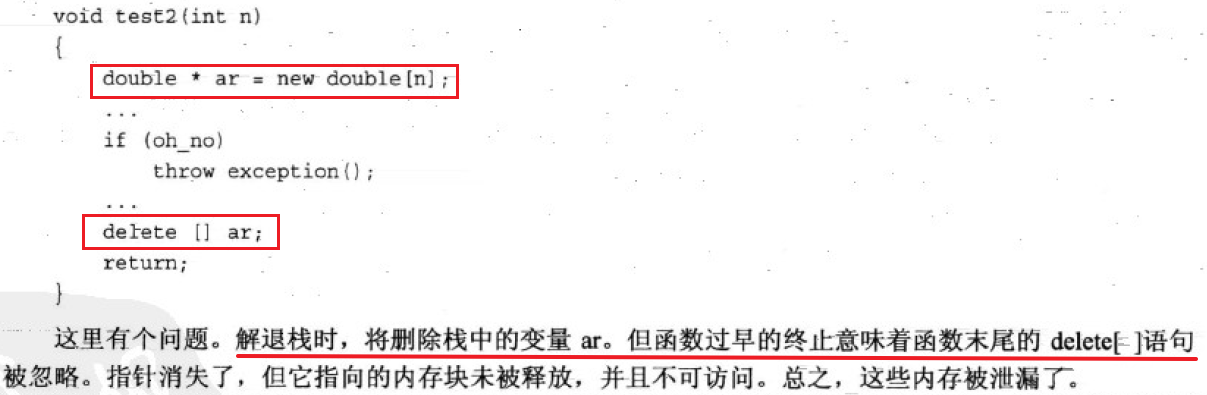 void test2(int n)
{
double * ar = new double[n];
...
if (oh_no)
throw exception();
...
delete [] ar;
return;
}
这里有个问题。解退栈时，将删除栈中的变量 ar。但函数过早的终止意味着函数末尾的 delete[ ]语句
被忽略。指针消失了，但它指向的内存块未被释放，并且不可访问。总之，这些内存被泄漏了。